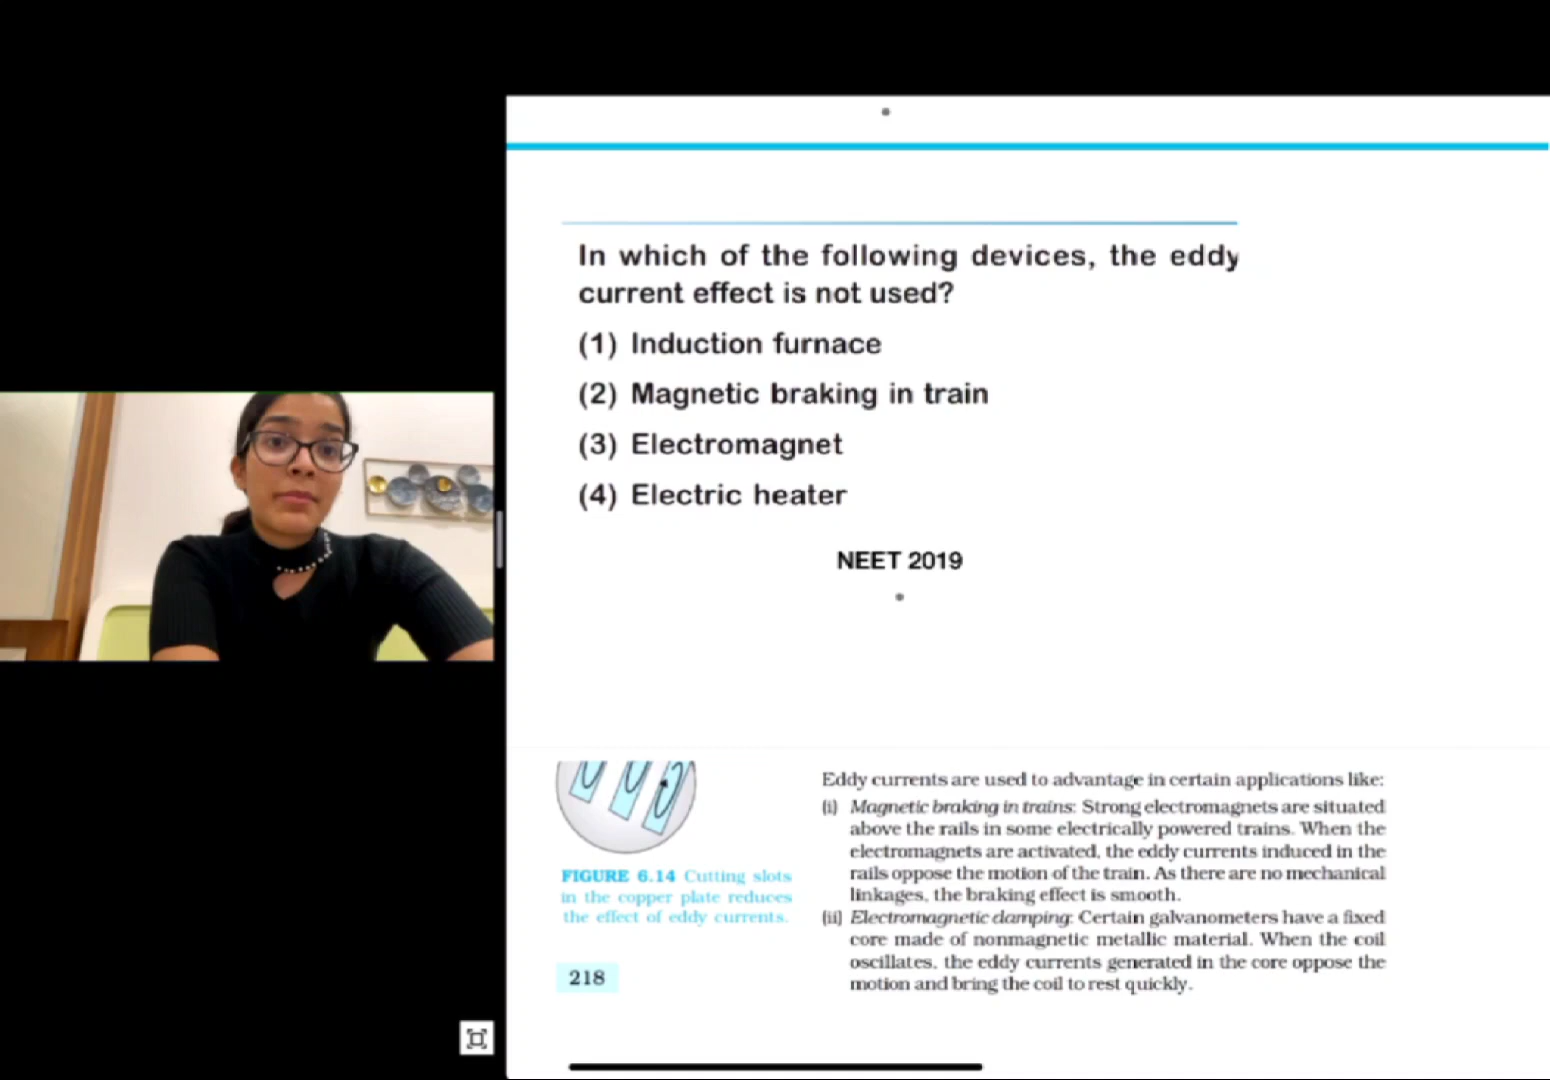 In which of the following devices, the eddy
current effect is not used?
(1) Induction furnace
(2) Magnetic braking in train
(3) Electromagnet
(4) Electric heater
NEET 2019
FIGURE 6.14 Cutting slots
in the copper plate reduces
the effect of eddy currents.
218
Eddy currents are used to advantage in certain applications like:
(i) Magnetic braking in trains: Strong electromagnets are situated
above the rails in some electrically powered trains. When the
electromagnets are activated, the eddy currents induced in the
rails oppose the motion of the train. As there are no mechanical
linkages, the braking effect is smooth.
(ii) Electromagnetic damping: Certain galvanometers have a fixed
core made of nonmagnetic metallic material. When the coil
oscillates, the eddy currents generated in the core oppose the
motion and bring the coil to rest quickly.